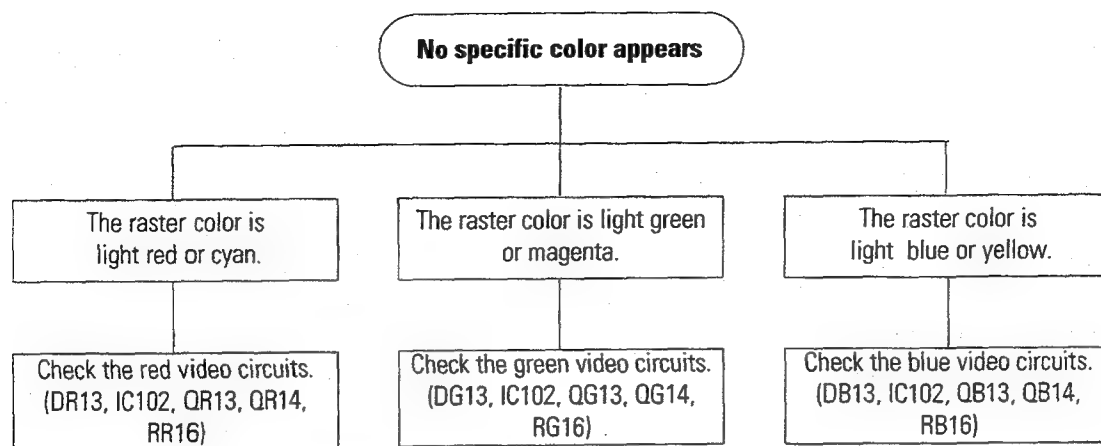 No specific color appears
The raster color is
light red or cyan.
The raster color is light green
or magenta.
The raster color is
light blue or yellow.
Check the red video circuits.
(DR13, IC102, QR13, QR14,
RR16)
Check the green video circuits.
(DG13, IC102, QG13, QG14,
RG16)
Check the blue video circuits.
(DB13, IC102, QB13, QB14,
RB16)